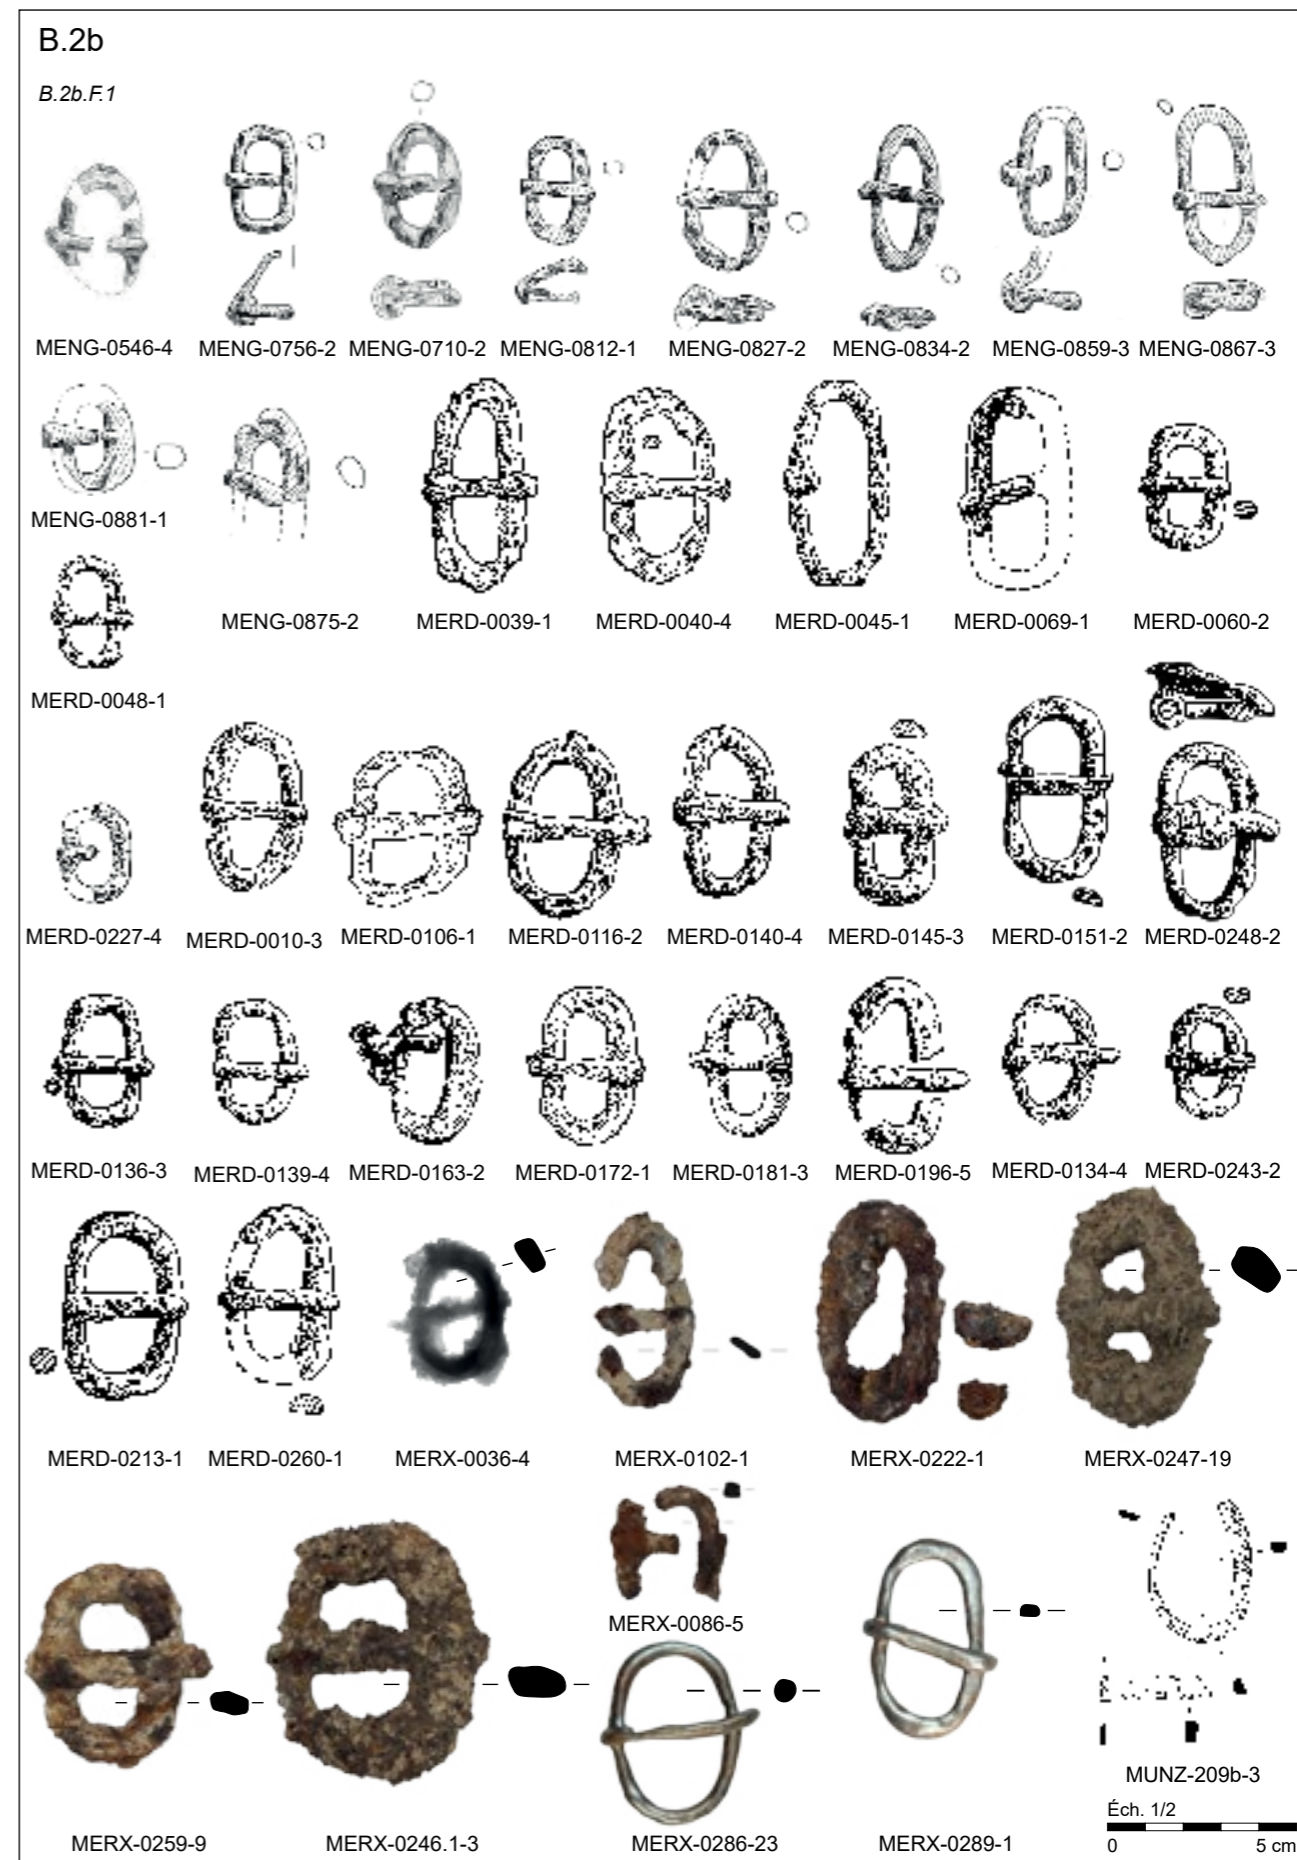 B.2b
B.2b.F.1
MENG-0546-4 MENG-0756-2 MENG-0710-2 MENG-0812-1 MENG-0827-2 MENG-0834-2 MENG-0859-3 MENG-0867-3
MENG-0881-1
MENG-0875-2 MERD-0039-1 MERD-0040-4 MERD-0045-1 MERD-0069-1 MERD-0060-2
MERD-0048-1
MERD-0227-4 MERD-0010-3 MERD-0106-1 MERD-0116-2 MERD-0140-4 MERD-0145-3 MERD-0151-2 MERD-0248-2
MERD-0136-3 MERD-0139-4 MERD-0163-2 MERD-0172-1 MERD-0181-3 MERD-0196-5 MERD-0134-4 MERD-0243-2
MERD-0213-1 MERD-0260-1 MERX-0036-4 MERX-0102-1 MERX-0222-1 MERX-0247-19
MERX-0086-5
MUNZ-209b-3
MERX-0259-9 MERX-0246.1-3 MERX-0286-23 MERX-0289-1
Éch. 1/2
0 5 cm